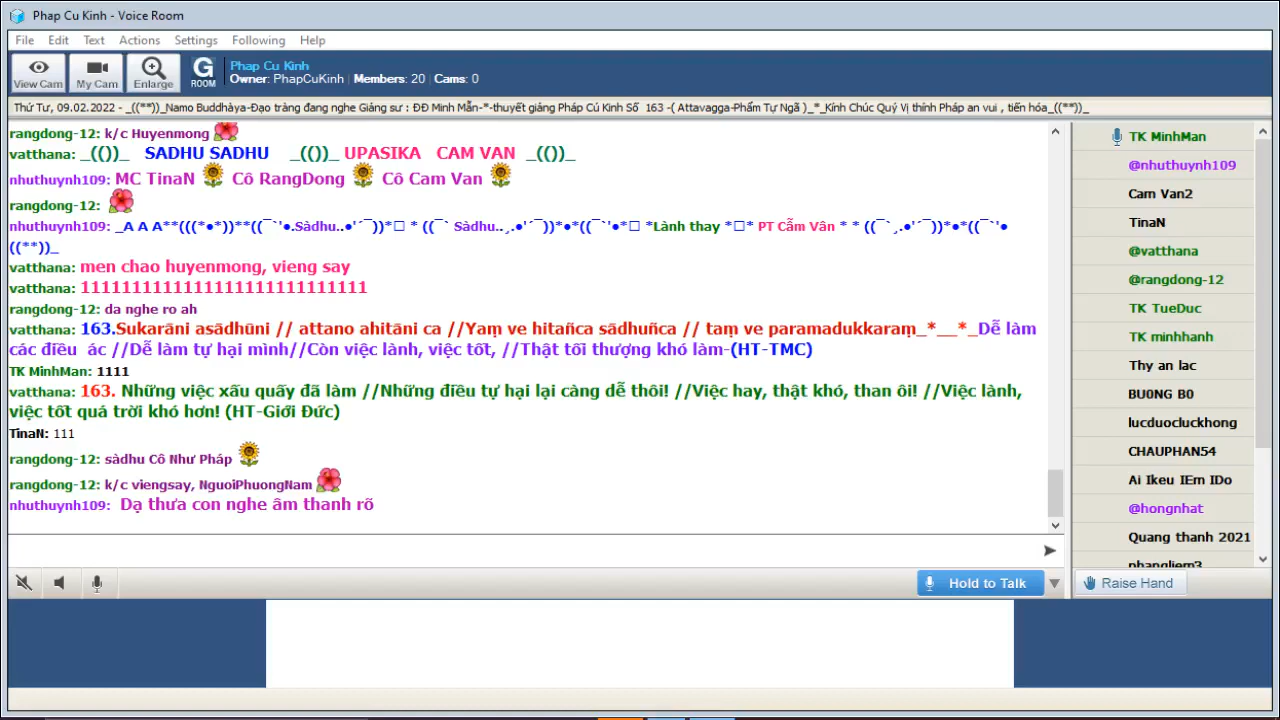 Phap Cu Kinh - Voice Room
File Edit Text Actions Settings Following Help
View Cam My Cam Enlarge G ROOM
Phap Cu Kinh
Owner: PhapCuKinh Members: 20 Cams: 0
Thứ Tư, 09.02.2022 - _((**))_Namo Buddhàya-Đạo tràng đang nghe Giảng sư : ĐĐ Minh Mẫn-*-thuyết giảng Pháp Cú Kinh Số 163 -( Attavagga-Phẩm Tự Ngã )_*_Kính Chúc Quý Vị thính Pháp an vui , tiến hóa_((**))_
rangdong-12: k/c Huyenmong
vatthana: _(())_ SADHU SADHU _(())_ UPASIKA CAM VAN _(())_
nhuthuynh109: MC TinaN Cô RangDong Cô Cam Van
rangdong-12:
nhuthuynh109: _A A A**(((*•*))**((¯`'•.Sàdhu..•'´¯))*□ * ((¯` Sàdhu..¸.•'´¯))*•*((¯`'•*□ *Lành thay *□* PT Cẩm Vân * * ((¯`¸.•'´¯))*•*((¯`'•
((**))_
vatthana: men chao huyenmong, vieng say
vatthana: 1111111111111111111111111111
rangdong-12: da nghe ro ah
vatthana: 163.Sukarāni asādhūni // attano ahitāni ca //Yaṃ ve hitañca sādhuñca // taṃ ve paramadukkaraṃ_*__*_Dễ làm
các điều ác //Dễ làm tự hại mình//Còn việc lành, việc tốt, //Thật tối thượng khó làm-(HT-TMC)
TK MinhMan: 1111
vatthana: 163. Những việc xấu quấy đã làm //Những điều tự hại lại càng dễ thôi! //Việc hay, thật khó, than ôi! //Việc lành,
việc tốt quá trời khó hơn! (HT-Giới Đức)
TinaN: 111
rangdong-12: sàdhu Cô Như Pháp
rangdong-12: k/c viengsay, NguoiPhuongNam
nhuthuynh109: Dạ thưa con nghe âm thanh rõ
Hold to Talk
TK MinhMan
@nhuthuynh109
Cam Van2
TinaN
@vatthana
@rangdong-12
TK TueDuc
TK minhhanh
Thy an lac
BU0NG B0
lucduocluckhong
CHAUPHAN54
Ai Ikeu IEm IDo
@hongnhat
Quang thanh 2021
phangliem3
Raise Hand